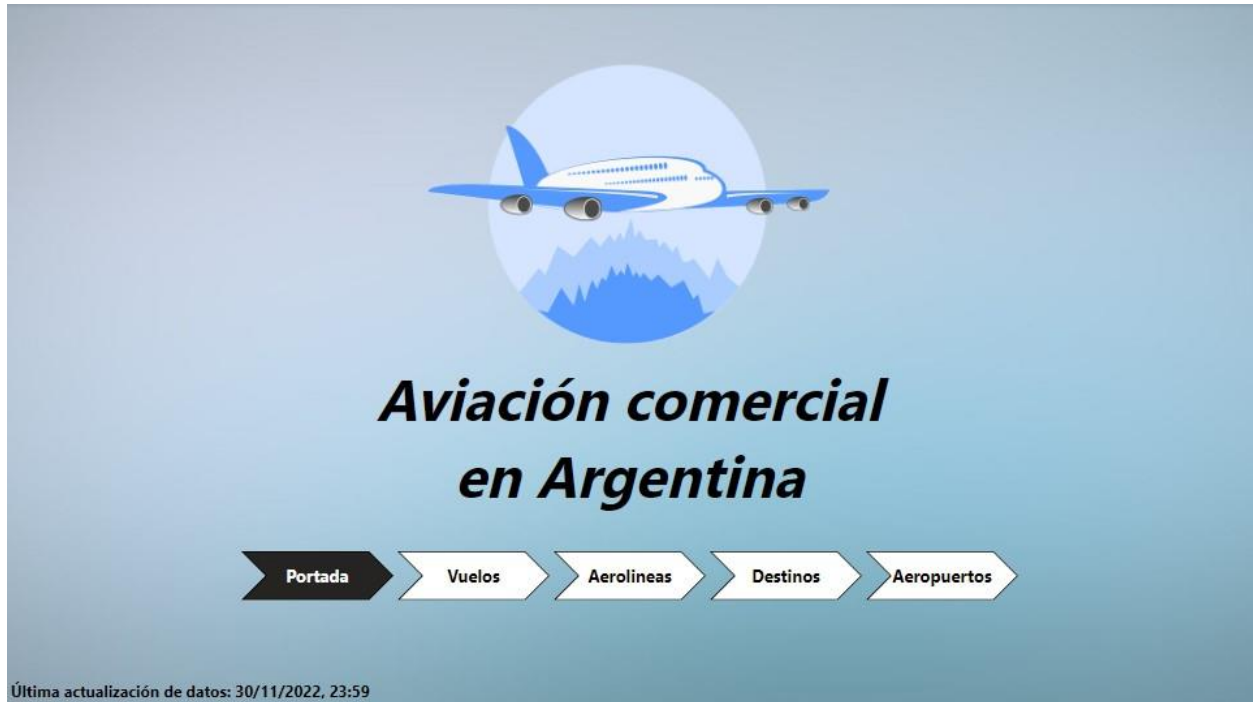 Aviación comercial
en Argentina
Portada
Vuelos
Aerolineas
Destinos
Aeropuertos
Última actualización de datos: 30/11/2022, 23:59